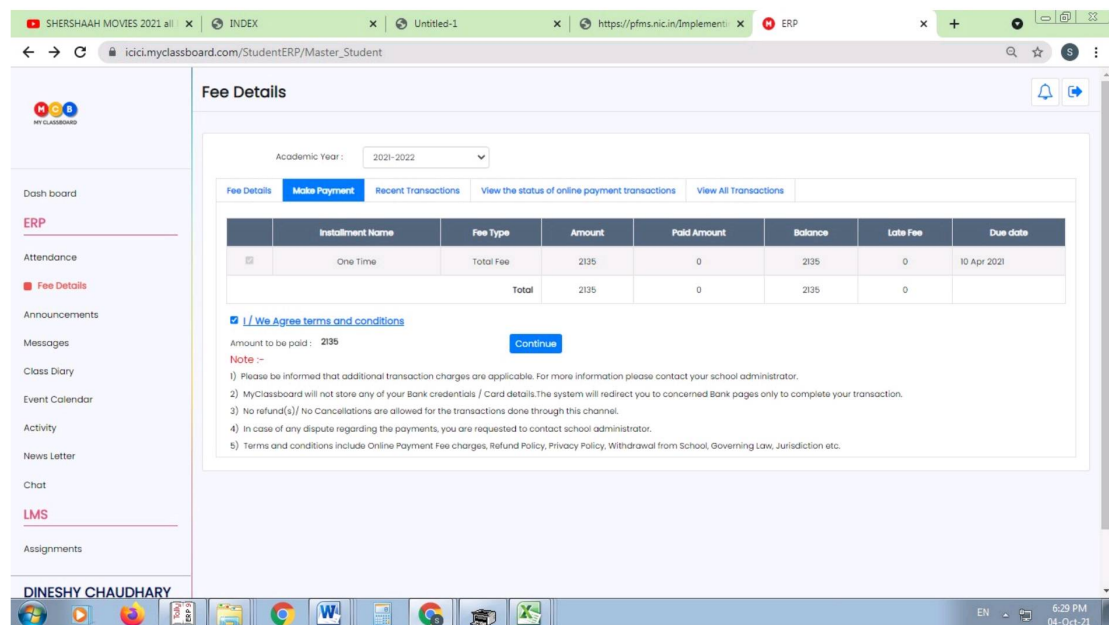 SHERSHAAH MOVIES 2021 all
INDEX
Untitled-1
https://pfms.nic.in/Implementi
ERP
icici.myclassboard.com/StudentERP/Master_Student
S
MCB
MY CLASSBOARD
Dash board
ERP
Attendance
Fee Details
Announcements
Messages
Class Diary
Event Calendar
Activity
News Letter
Chat
LMS
Assignments
DINESHY CHAUDHARY
Fee Details
Academic Year : 2021-2022
Fee Details Make Payment Recent Transactions View the status of online payment transactions View All Transactions
Installment Name Fee Type Amount Paid Amount Balance Late Fee Due date
One Time Total Fee 2135 0 2135 0 10 Apr 2021
Total 2135 0 2135 0
I / We Agree terms and conditions
Amount to be paid : 2135 Continue
Note :-
1) Please be informed that additional transaction charges are applicable. For more information please contact your school administrator.
2) MyClassboard will not store any of your Bank credentials / Card details.The system will redirect you to concerned Bank pages only to complete your transaction.
3) No refund(s)/ No Cancellations are allowed for the transactions done through this channel.
4) In case of any dispute regarding the payments, you are requested to contact school administrator.
5) Terms and conditions include Online Payment Fee charges, Refund Policy, Privacy Policy, Withdrawal from School, Governing Law, Jurisdiction etc.
Tally
ERP 9
W
S
X
EN
6:29 PM
04-Oct-21